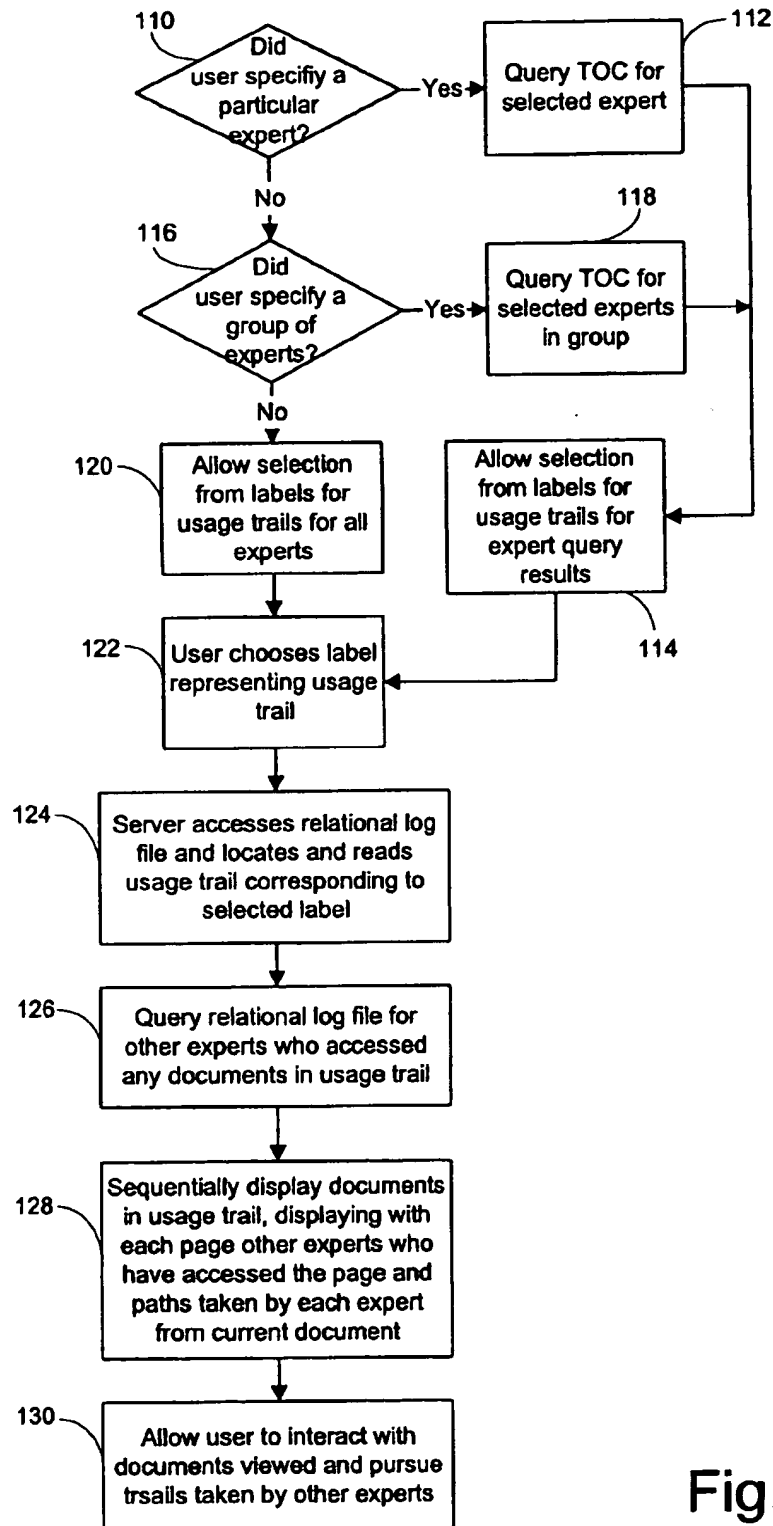 110
Did
user specifiy a
particular
expert?
Yes
112
Query TOC for
selected expert
No
116
Did
user specify a
group of
experts?
Yes
118
Query TOC for
selected experts
in group
No
120
Allow selection
from labels for
usage trails for all
experts
Allow selection
from labels for
usage trails for
expert query
results
114
122
User chooses label
representing usage
trail
124
Server accesses relational log
file and locates and reads
usage trail corresponding to
selected label
126
Query relational log file for
other experts who accessed
any documents in usage trail
128
Sequentially display documents
in usage trail, displaying with
each page other experts who
have accessed the page and
paths taken by each expert
from current document
130
Allow user to interact with
documents viewed and pursue
trsails taken by other experts
Fig